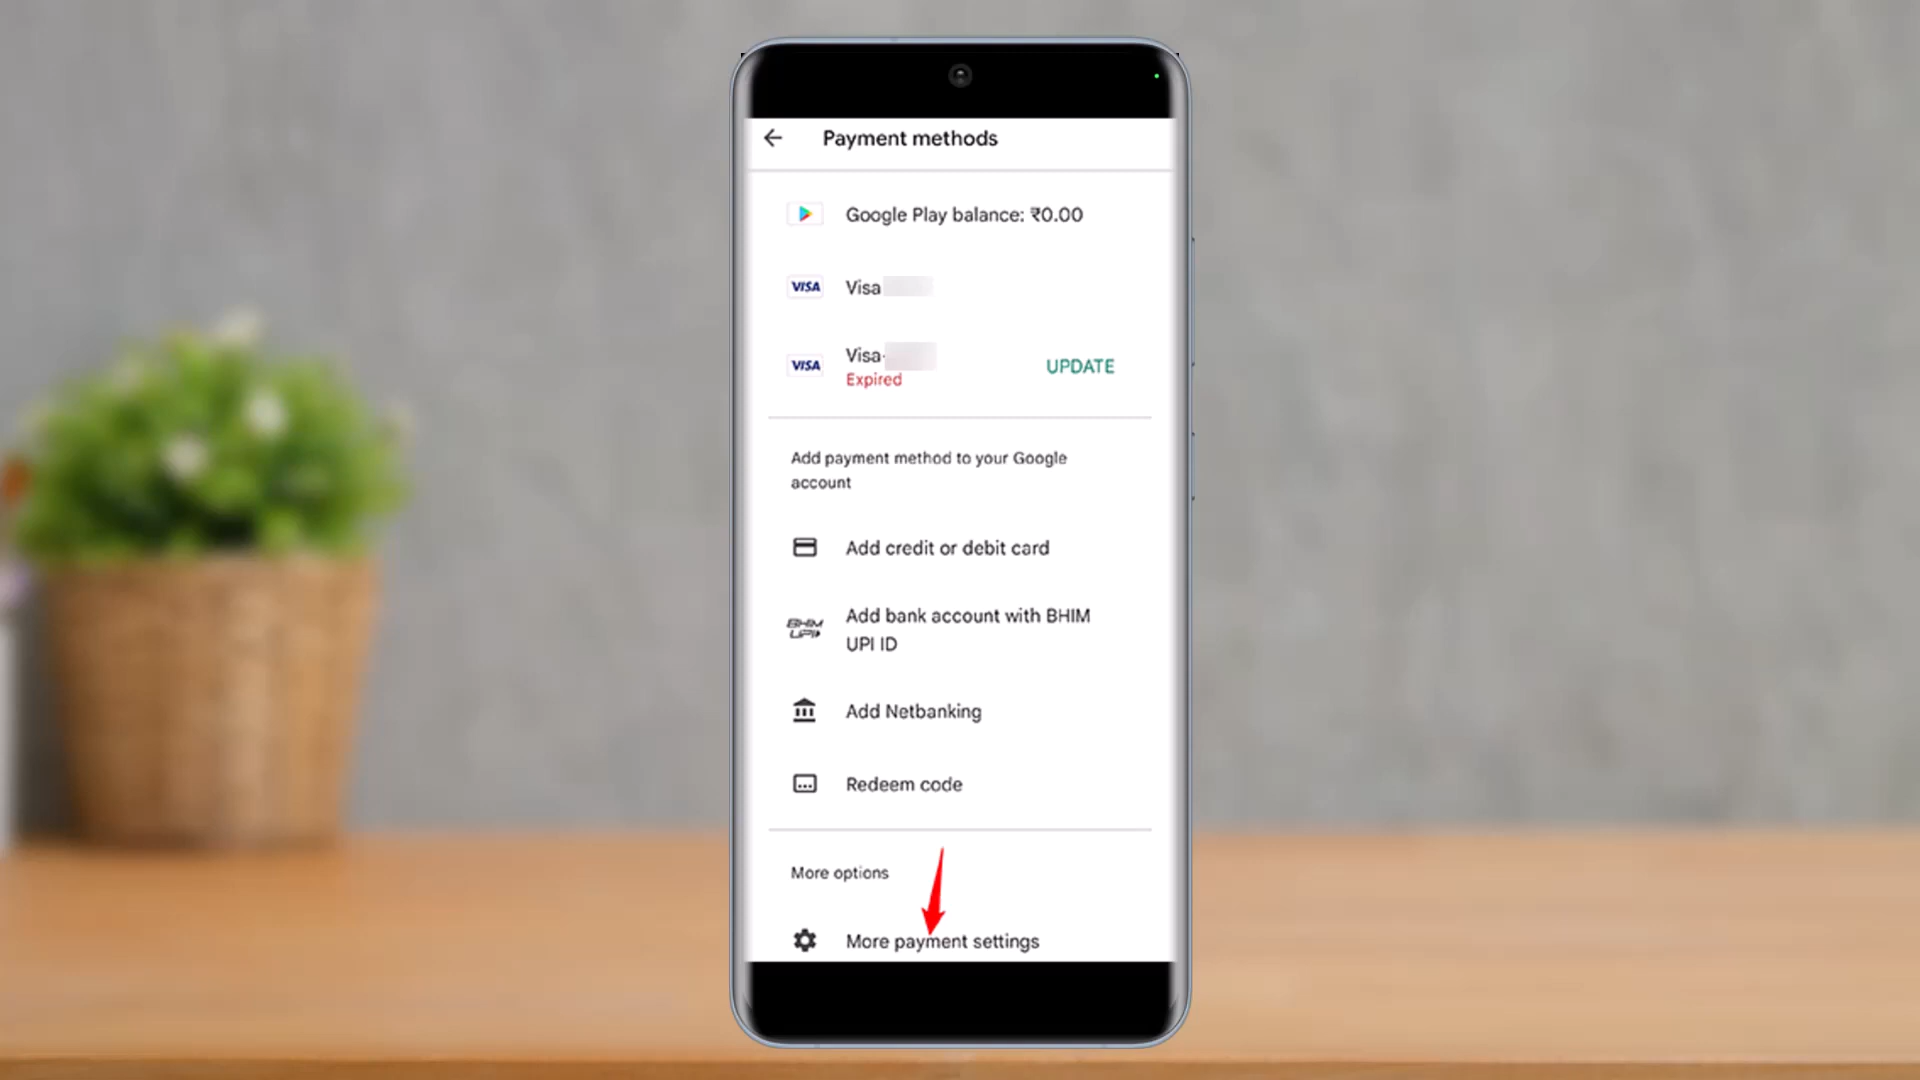 Payment methods
Google Play balance: ₹0.00
VISA Visa
VISA Visa-
Expired
UPDATE
Add payment method to your Google
account
Add credit or debit card
BHIM
UPI
Add bank account with BHIM
UPI ID
Add Netbanking
Redeem code
More options
More payment settings